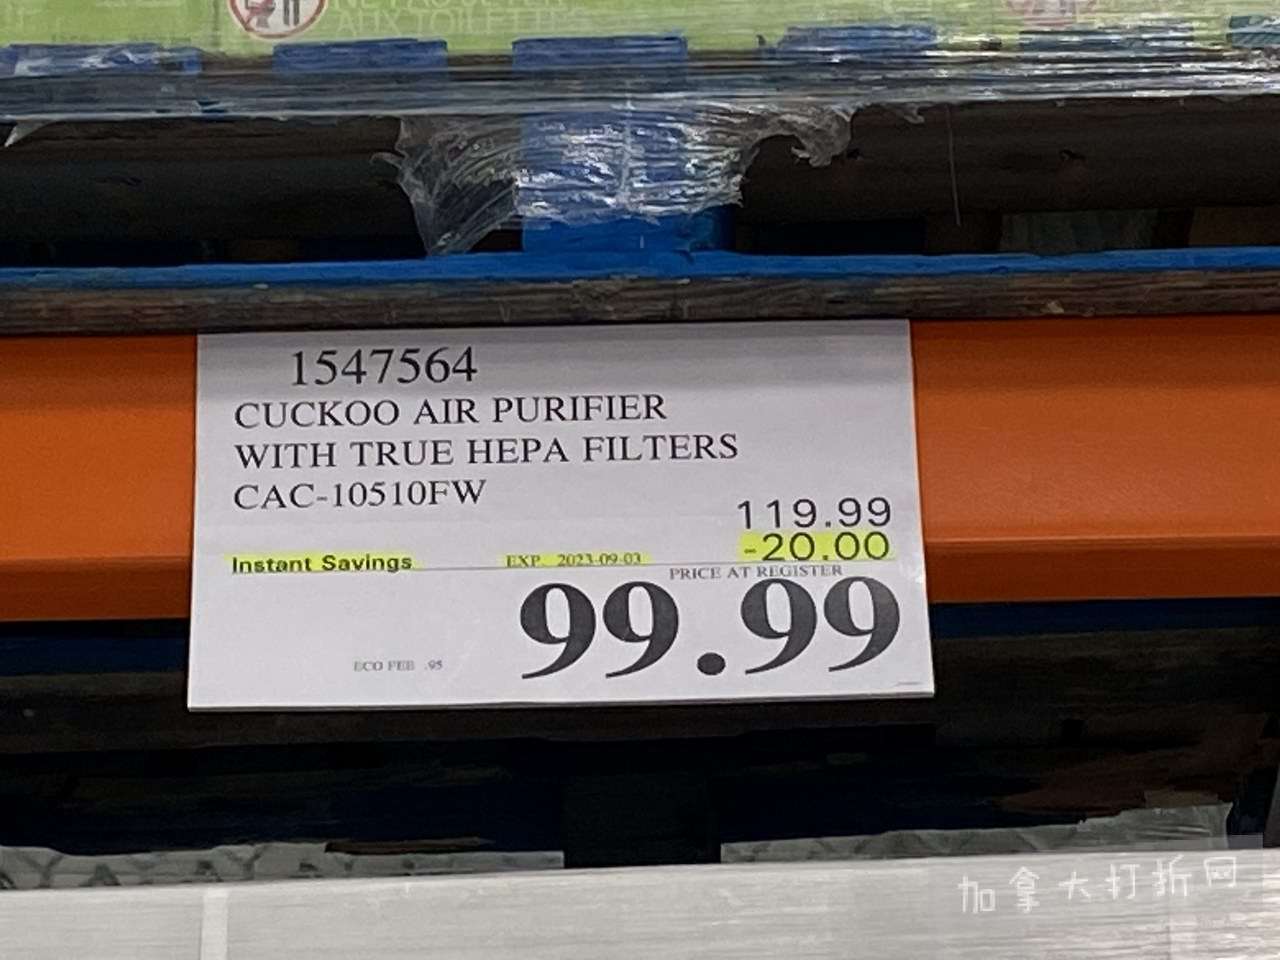 AUX TOILETTES
1547564
CUCKOO AIR PURIFIER
WITH TRUE HEPA FILTERS
CAC-10510FW
119.99
Instant Savings EXP. 2023-09-03 -20.00
PRICE AT REGISTER
99.99
ECO FEE .95
加拿大打折网